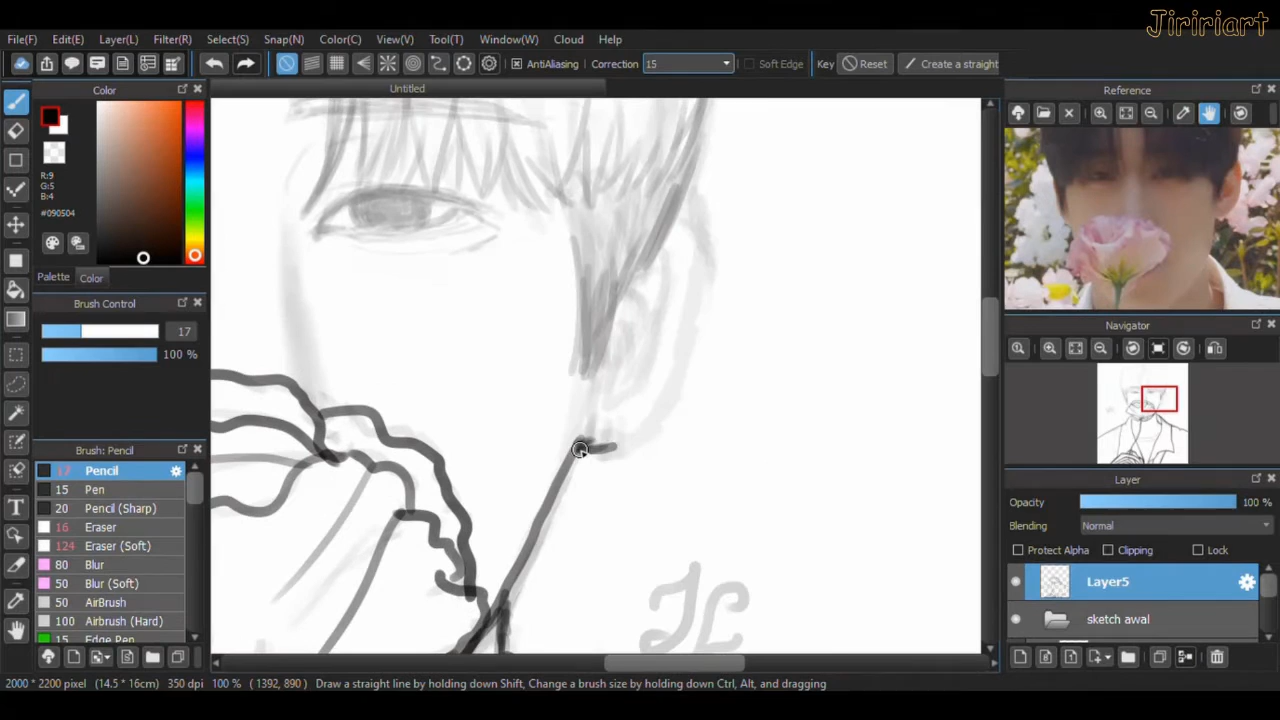 Jiririart
File(F) Edit(E) Layer(L) Filter(R) Select(S) Snap(N) Color(C) View(V) Tool(T) Window(W) Cloud Help
AntiAliasing Correction 15 Soft Edge Key Reset Create a straight
Color
Untitled
Reference
R:9
G:5
B:4
#090504
Palette Color
Brush Control
17
100 %
Navigator
Brush: Pencil
17 Pencil
15 Pen
20 Pencil (Sharp)
16 Eraser
124 Eraser (Soft)
80 Blur
50 Blur (Soft)
50 AirBrush
100 Airbrush (Hard)
15 Edge Pen
Layer
Opacity 100 %
Blending Normal
Protect Alpha Clipping Lock
Layer5
sketch awal
JC
2000 * 2200 pixel (14.5 * 16cm) 350 dpi 100 % (1392, 890) Draw a straight line by holding down Shift, Change a brush size by holding down Ctrl, Alt, and dragging